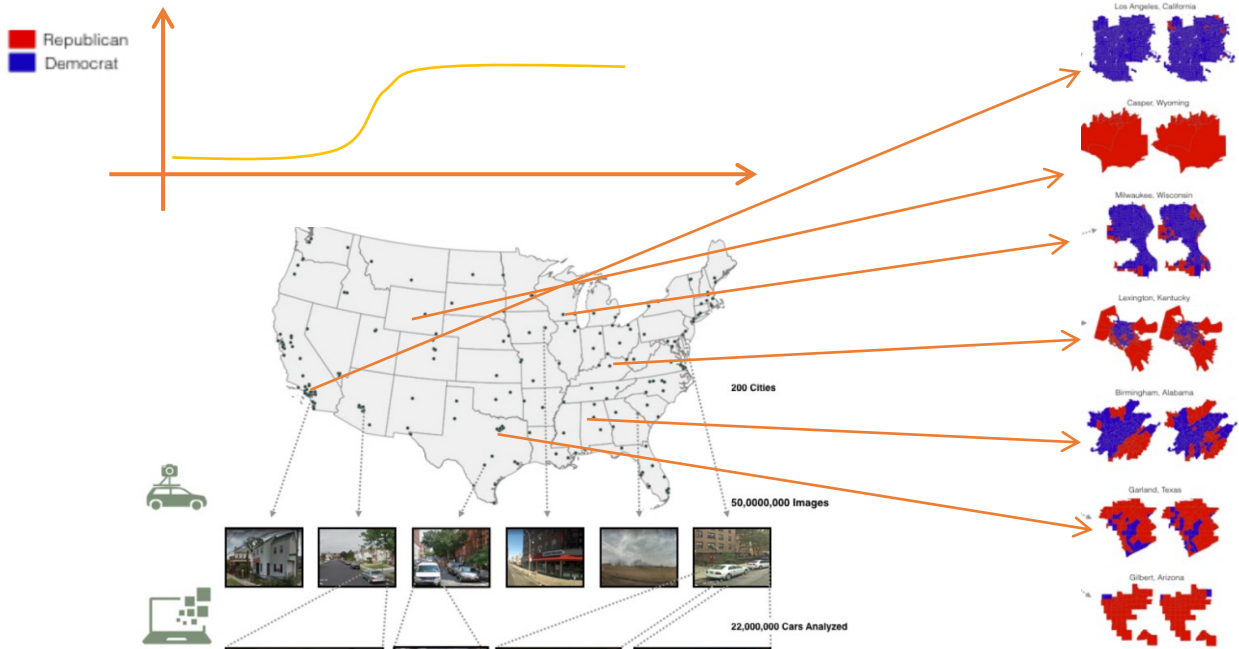 Republican
Democrat
Los Angeles, California
Casper, Wyoming
Milwaukee, Wisconsin
Lexington, Kentucky
200 Cities
Birmingham, Alabama
Garland, Texas
50,0000,000 Images
Gilbert, Arizona
22,000,000 Cars Analyzed